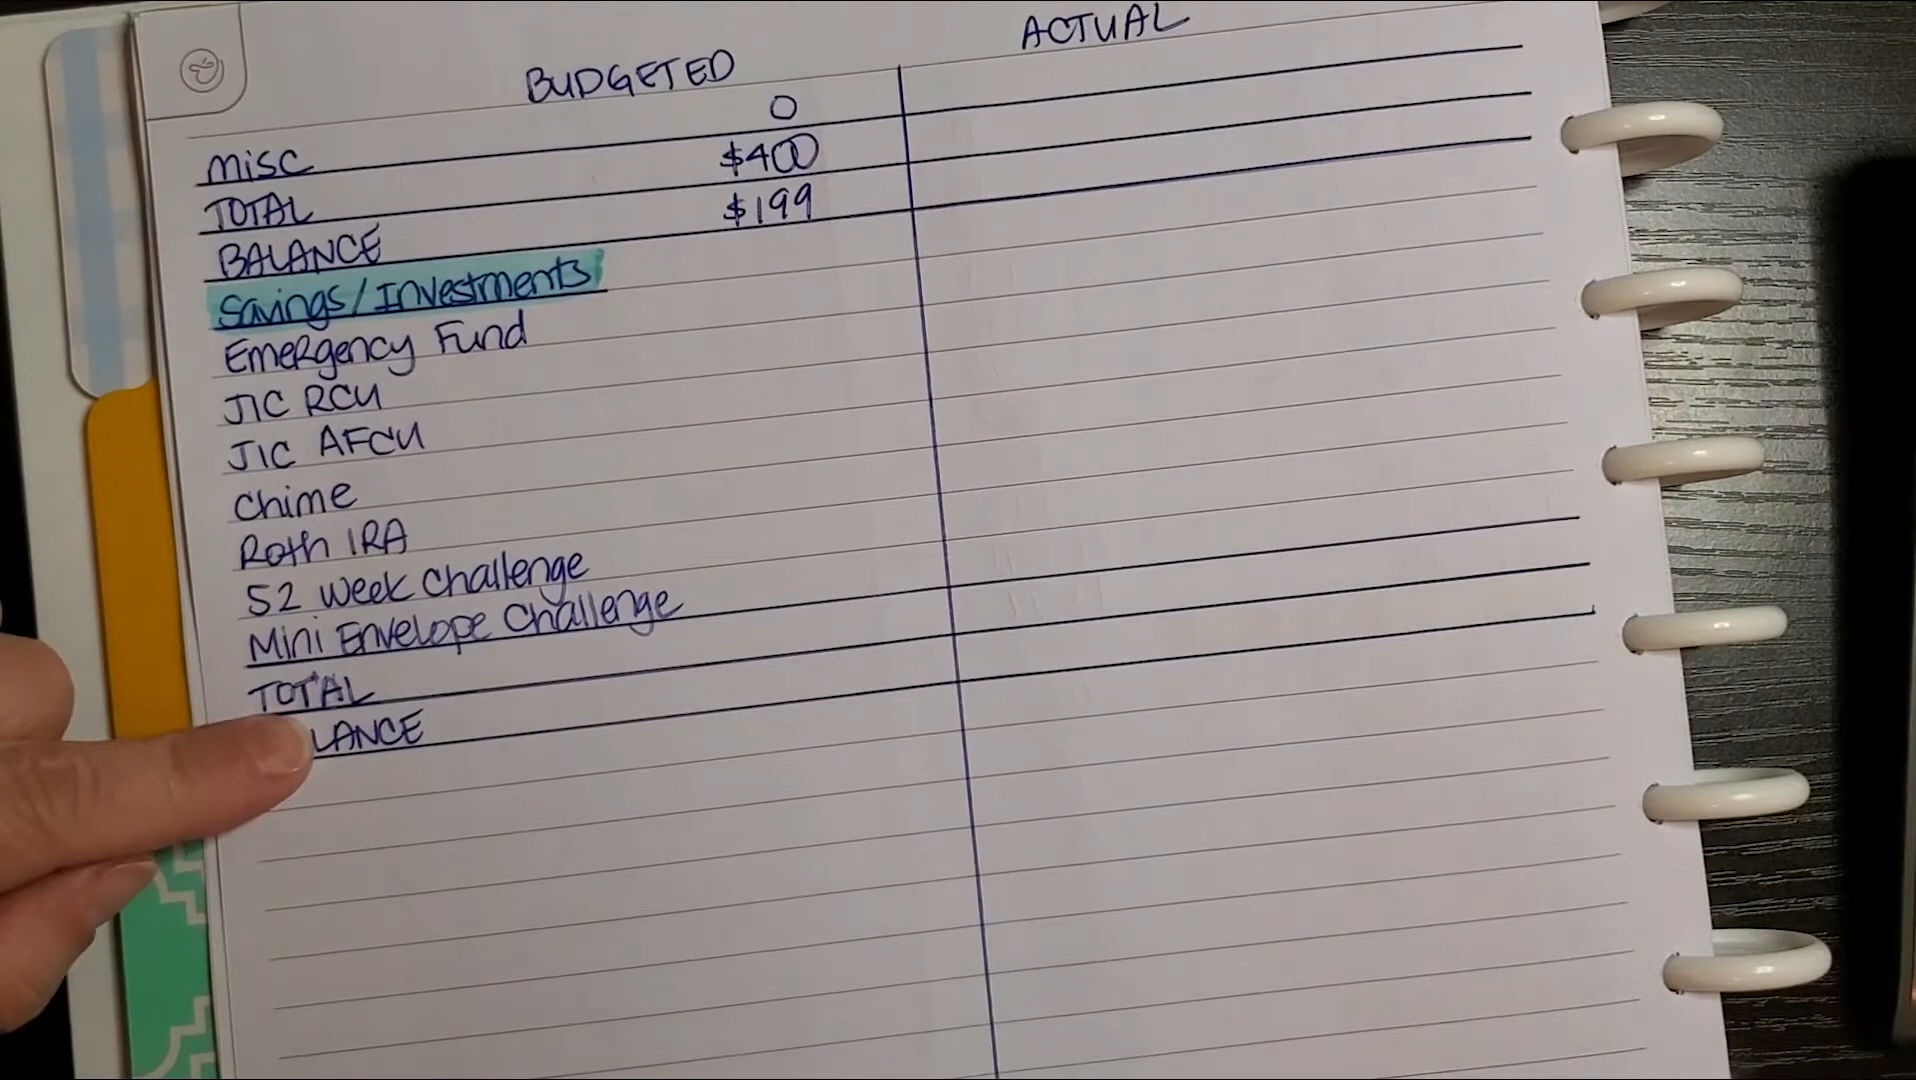 BUDGETED ACTUAL
Misc 0
TOTAL $400
BALANCE $199
Savings/Investments
Emergency Fund
JIC RCU
JIC AFCU
Chime
Roth IRA
52 Week Challenge
Mini Envelope Challenge
TOTAL
LANCE